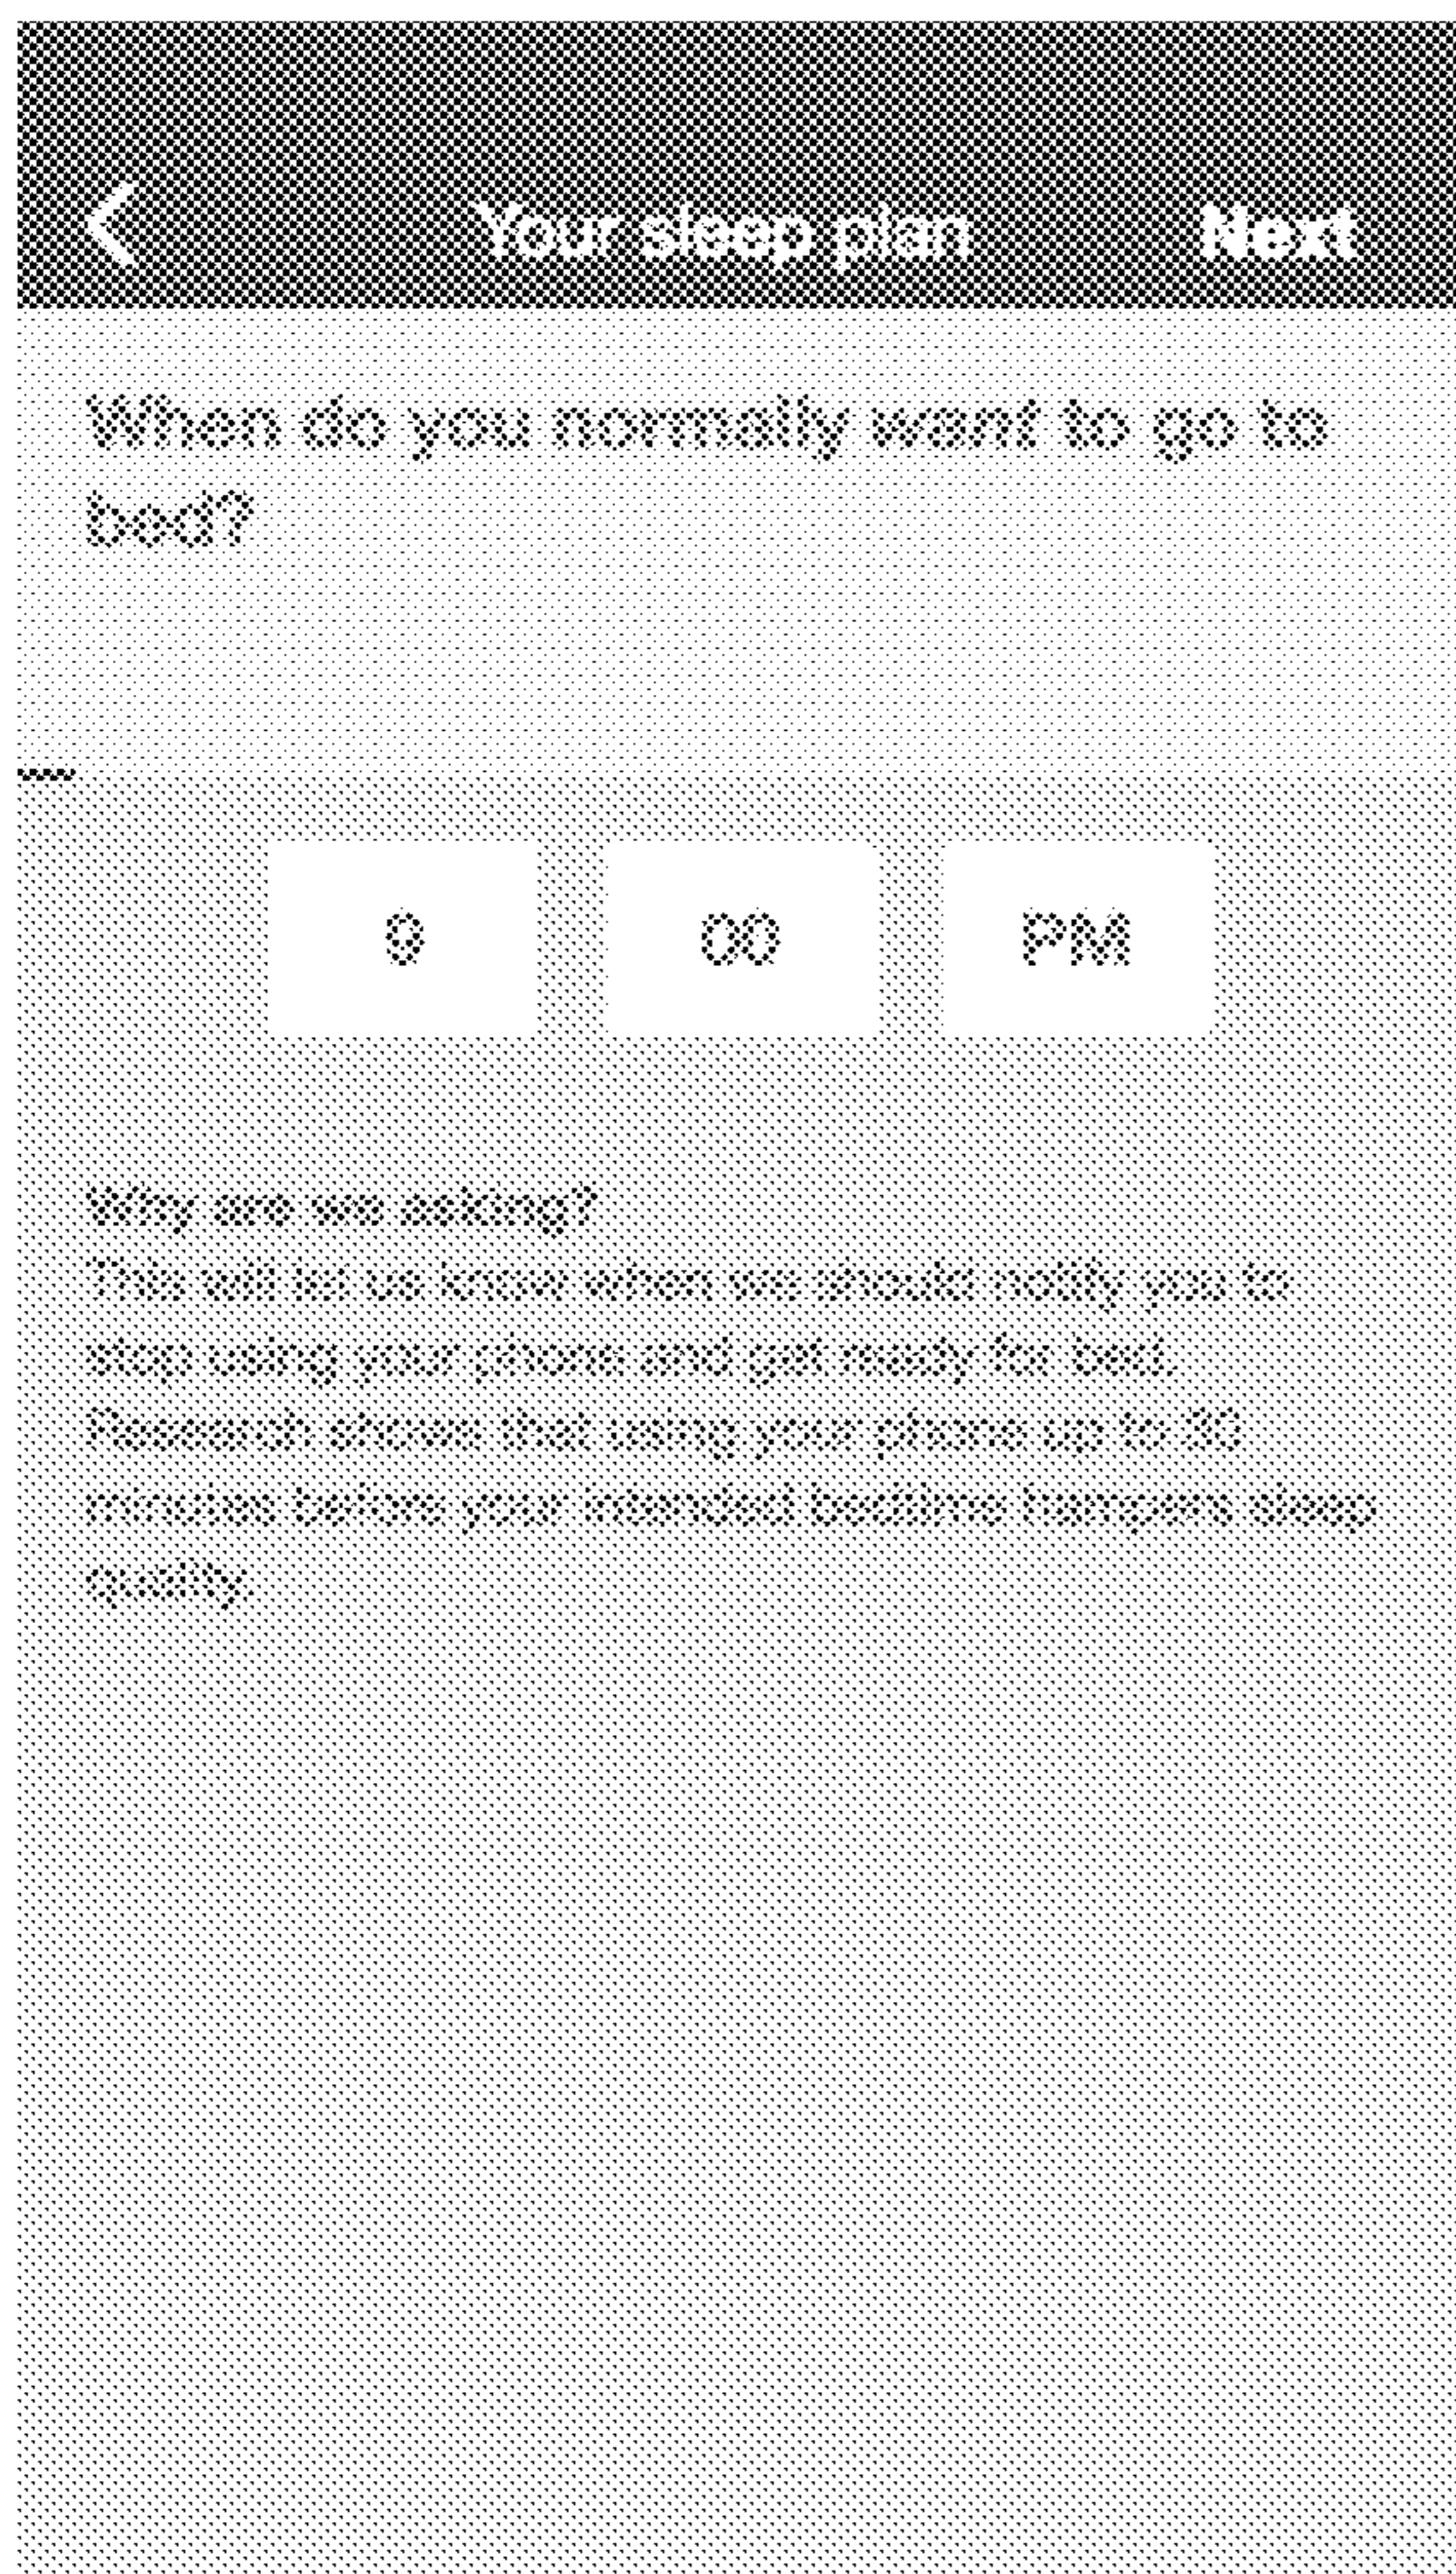 Your sleep plan
Next
When do you normally want to go to
bed?
9
00
PM
Why are we asking?
This will let us know when we should notify you to
stop using your phone and get ready for bed.
Research shows that using your phone up to 30
minutes before your intended bedtime hampers sleep
quality.